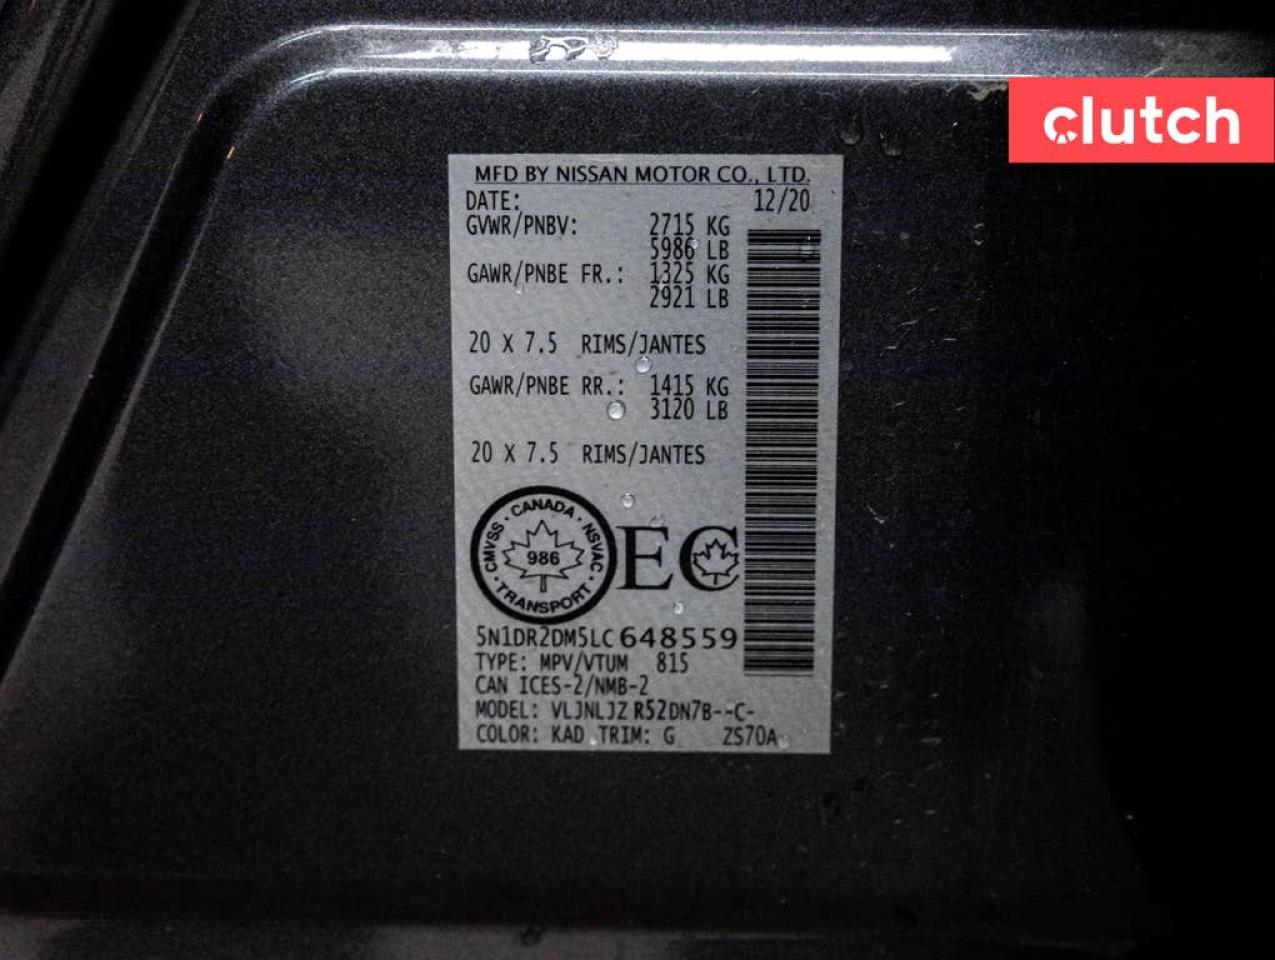 clutch
MFD BY NISSAN MOTOR CO., LTD.
DATE: 12/20
GVWR/PNBV: 2715 KG
5986 LB
GAWR/PNBE FR.: 1325 KG
2921 LB
20 X 7.5 RIMS/JANTES
GAWR/PNBE RR.: 1415 KG
3120 LB
20 X 7.5 RIMS/JANTES
CMVSS · CANADA · NSVAC · TRANSPORT ·
986
EC
5N1DR2DM5LC648559
TYPE: MPV/VTUM 815
CAN ICES-2/NMB-2
MODEL: VLJNLJZ R52DN7B--C-
COLOR: KAD TRIM: G ZS70A